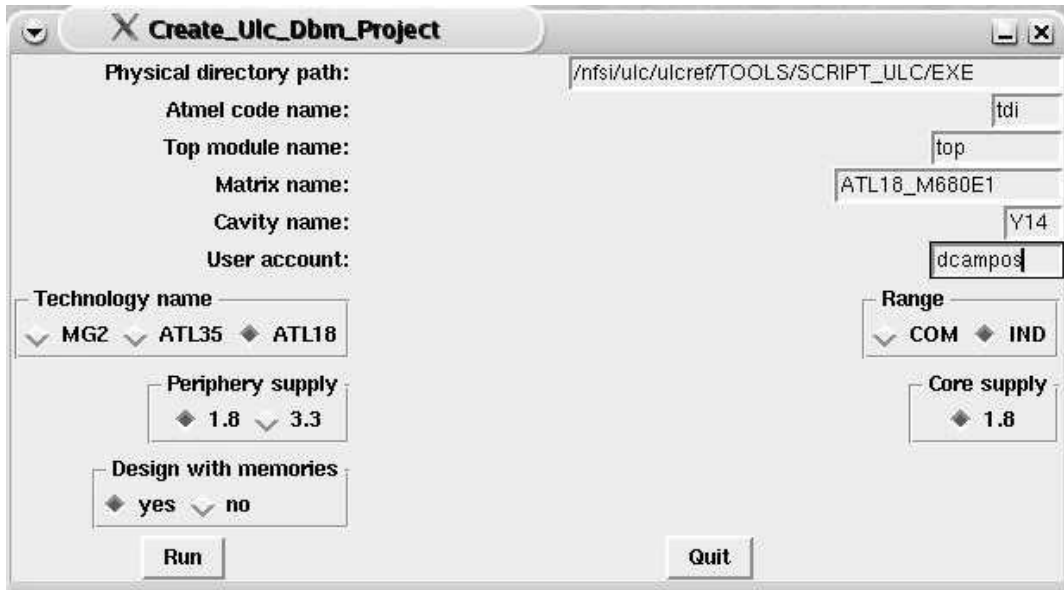 Create_Ulc_Dbm_Project
Physical directory path: /nfsi/ulc/ulcref/TOOLS/SCRIPT_ULC/EXE
Atmel code name: tdi
Top module name: top
Matrix name: ATL18_M680E1
Cavity name: Y14
User account: dcampos
Technology name Range
MG2 ATL35 ATL18 COM IND
Periphery supply Core supply
1.8 3.3 1.8
Design with memories
yes no
Run Quit